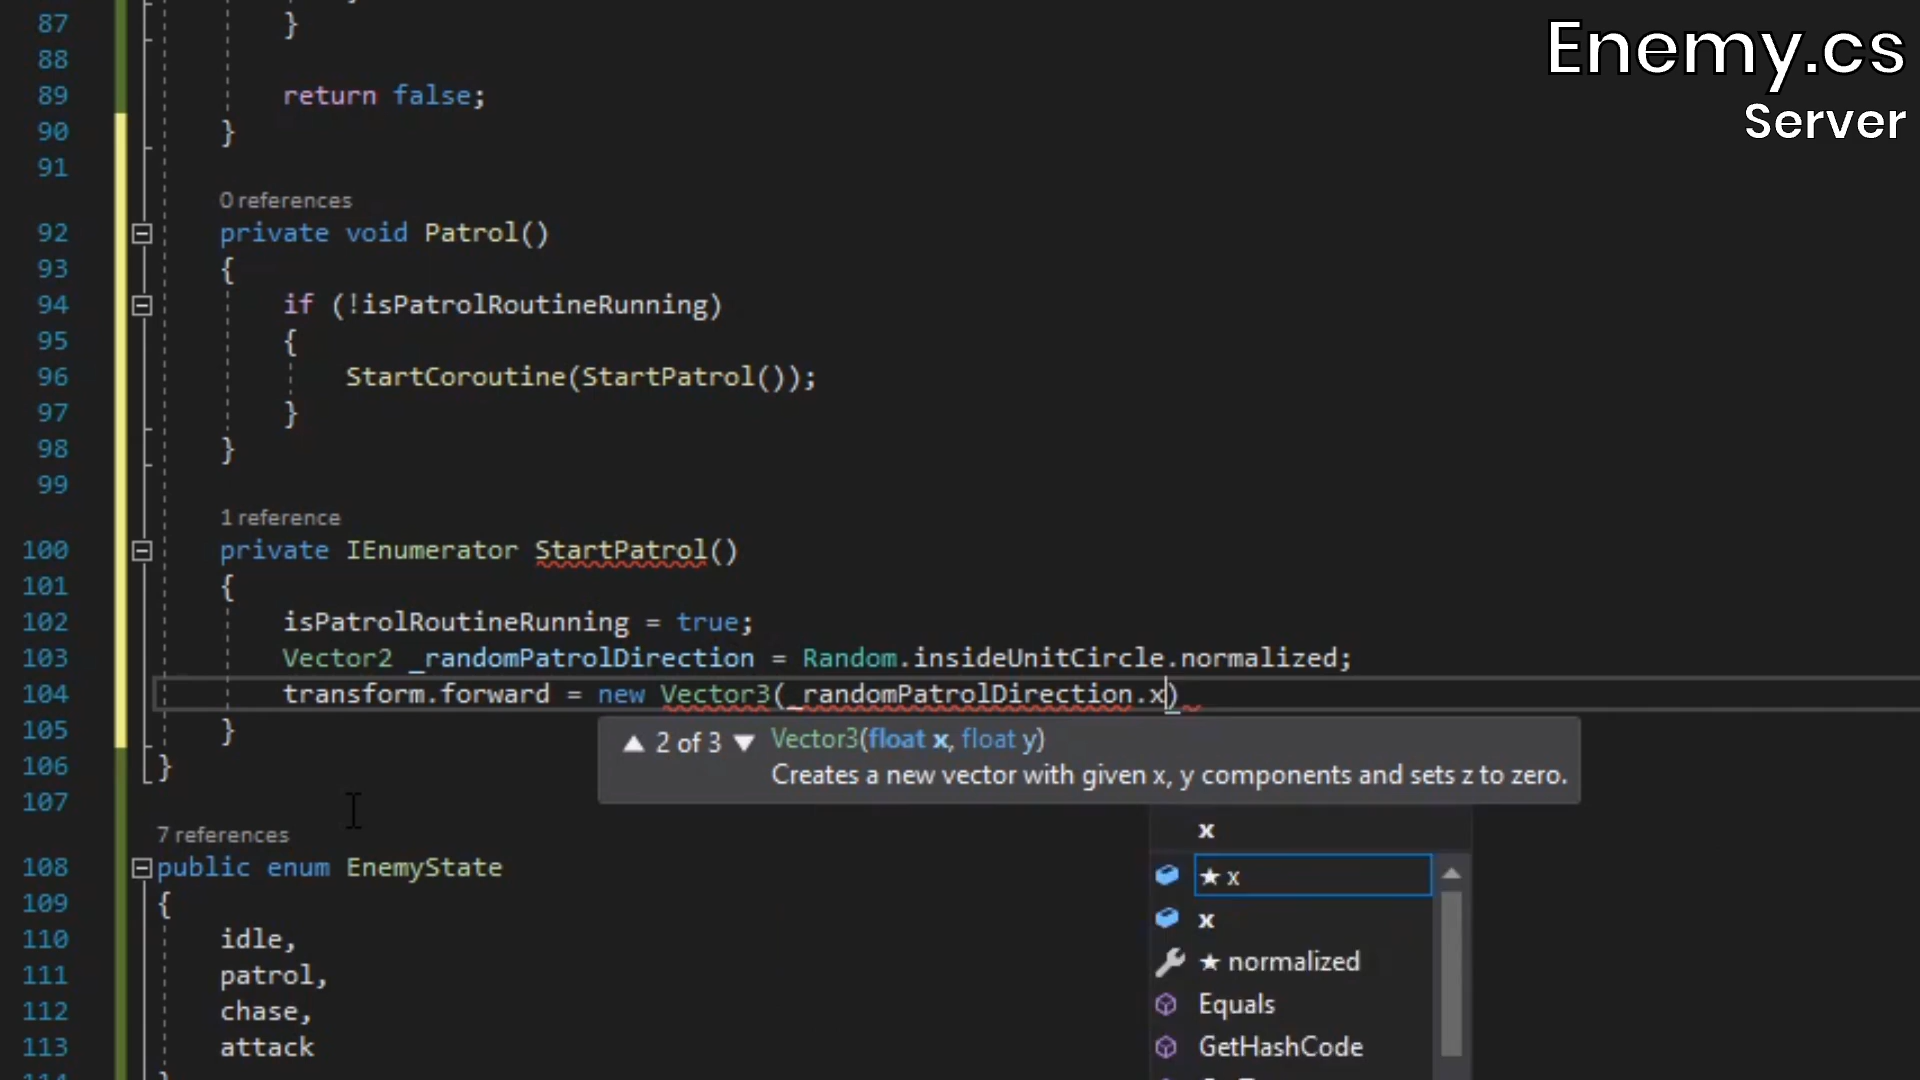 Enemy.cs
Server
87 }
88
89 return false;
90 }
91
0 references
92 private void Patrol()
93 {
94 if (!isPatrolRoutineRunning)
95 {
96 StartCoroutine(StartPatrol());
97 }
98 }
99
1 reference
100 private IEnumerator StartPatrol()
101 {
102 isPatrolRoutineRunning = true;
103 Vector2 _randomPatrolDirection = Random.insideUnitCircle.normalized;
104 transform.forward = new Vector3(_randomPatrolDirection.x)
105 }
2 of 3 Vector3(float x, float y)
Creates a new vector with given x, y components and sets z to zero.
106 }
107
x
★ x
x
★ normalized
Equals
GetHashCode
7 references
108 public enum EnemyState
109 {
110 idle,
111 patrol,
112 chase,
113 attack